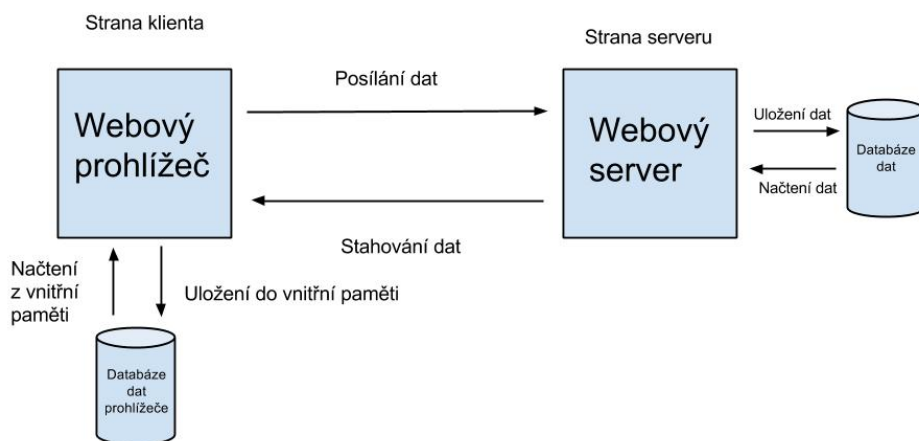 Strana klienta
Strana serveru
Posílání dat
Webový
prohlížeč
Webový
server
Uložení dat
Databáze
dat
Načtení dat
Stahování dat
Načtení
z vnitřní
paměti
Uložení do vnitřní paměti
Databáze
dat
prohlížeče